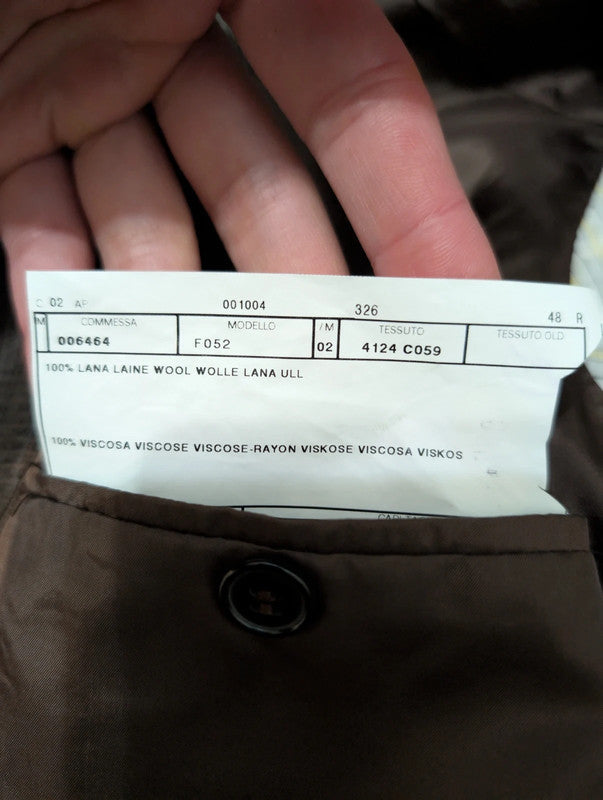 02 AP 001004 326 48 R
M COMMESSA MODELLO /M TESSUTO TESSUTO OLD
006464 F052 02 4124 C059
100% LANA LAINE WOOL WOLLE LANA ULL
100% VISCOSA VISCOSE VISCOSE-RAYON VISKOSE VISCOSA VISKOS